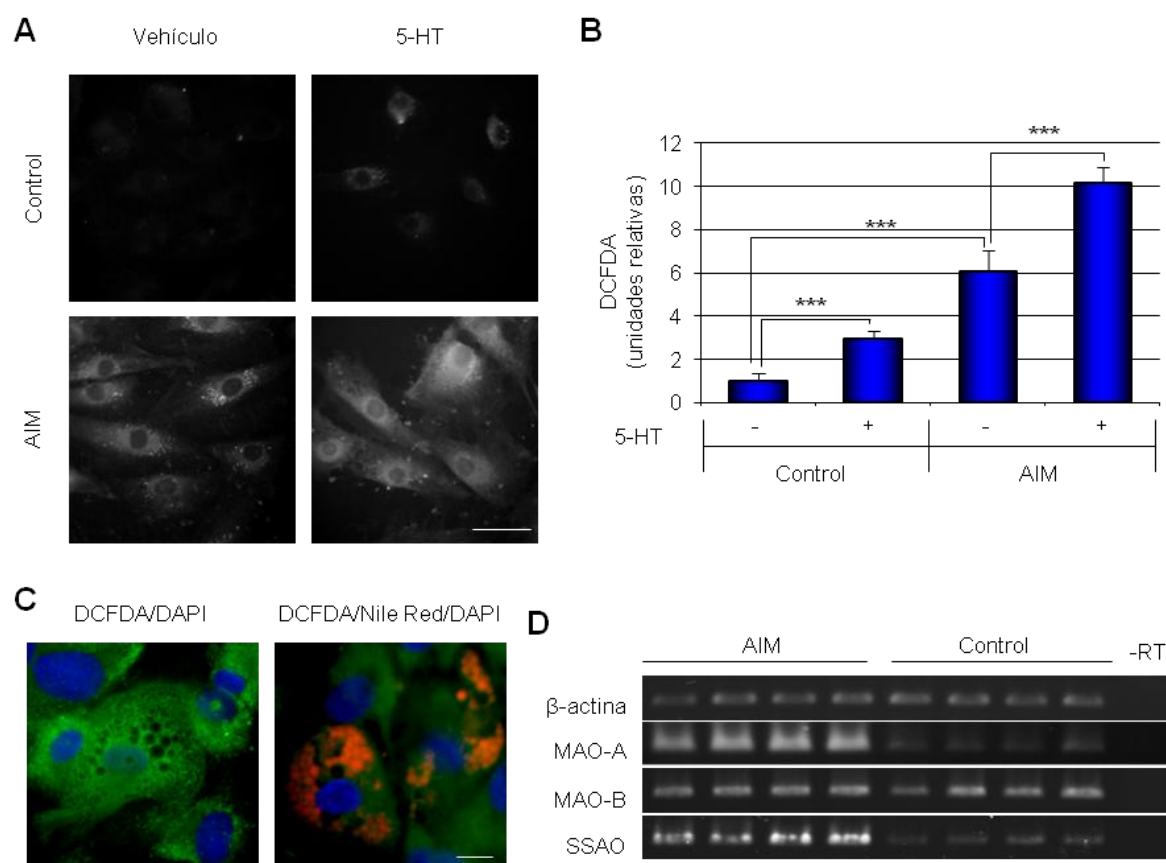 A
Vehículo
5-HT
Control
AIM
B
DCFDA
(unidades relativas)
12
10
8
6
4
2
0
***
***
***
5-HT
- + - +
Control AIM
C
DCFDA/DAPI
DCFDA/Nile Red/DAPI
D
AIM Control -RT
β-actina
MAO-A
MAO-B
SSAO